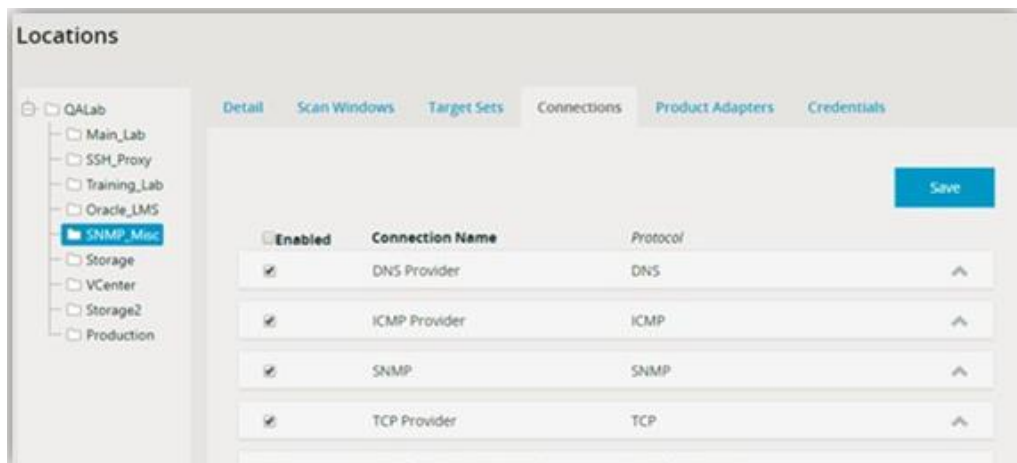 Locations
QALab
Main_Lab
SSH_Proxy
Training_Lab
Oracle_LMS
SNMP_Misc
Storage
VCenter
Storage2
Production
Detail Scan Windows Target Sets Connections Product Adapters Credentials
Save
Enabled Connection Name Protocol
DNS Provider DNS
ICMP Provider ICMP
SNMP SNMP
TCP Provider TCP